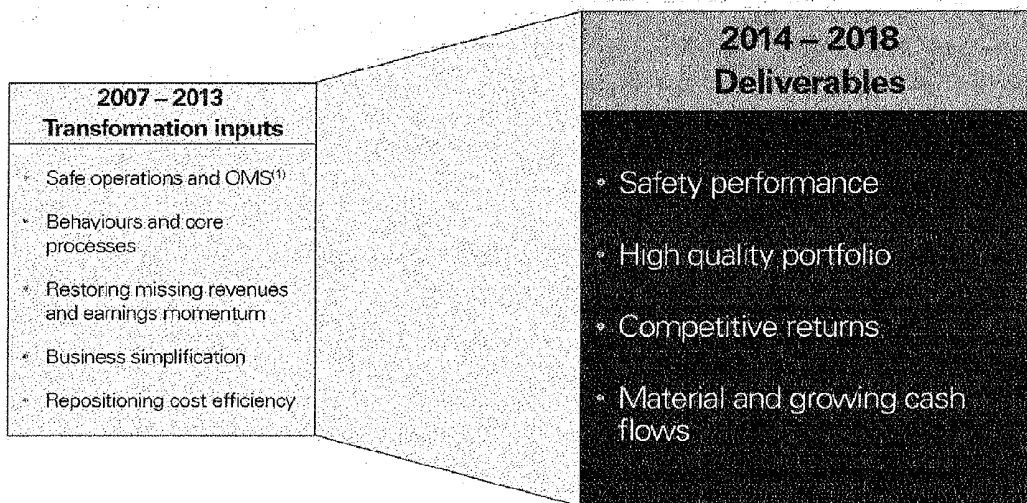 2007 – 2013
Transformation inputs
• Safe operations and OMS(1)
• Behaviours and core
processes
• Restoring missing revenues
and earnings momentum
• Business simplification
• Repositioning cost efficiency
2014 – 2018
Deliverables
• Safety performance
• High quality portfolio
• Competitive returns
• Material and growing cash
flows